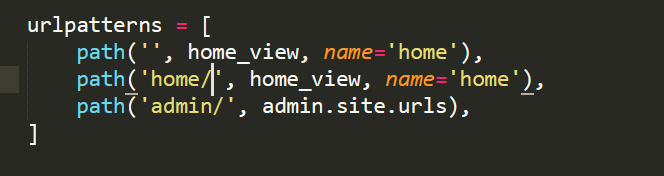 urlpatterns = [
    path('', home_view, name='home'),
    path('home/', home_view, name='home'),
    path('admin/', admin.site.urls),
]